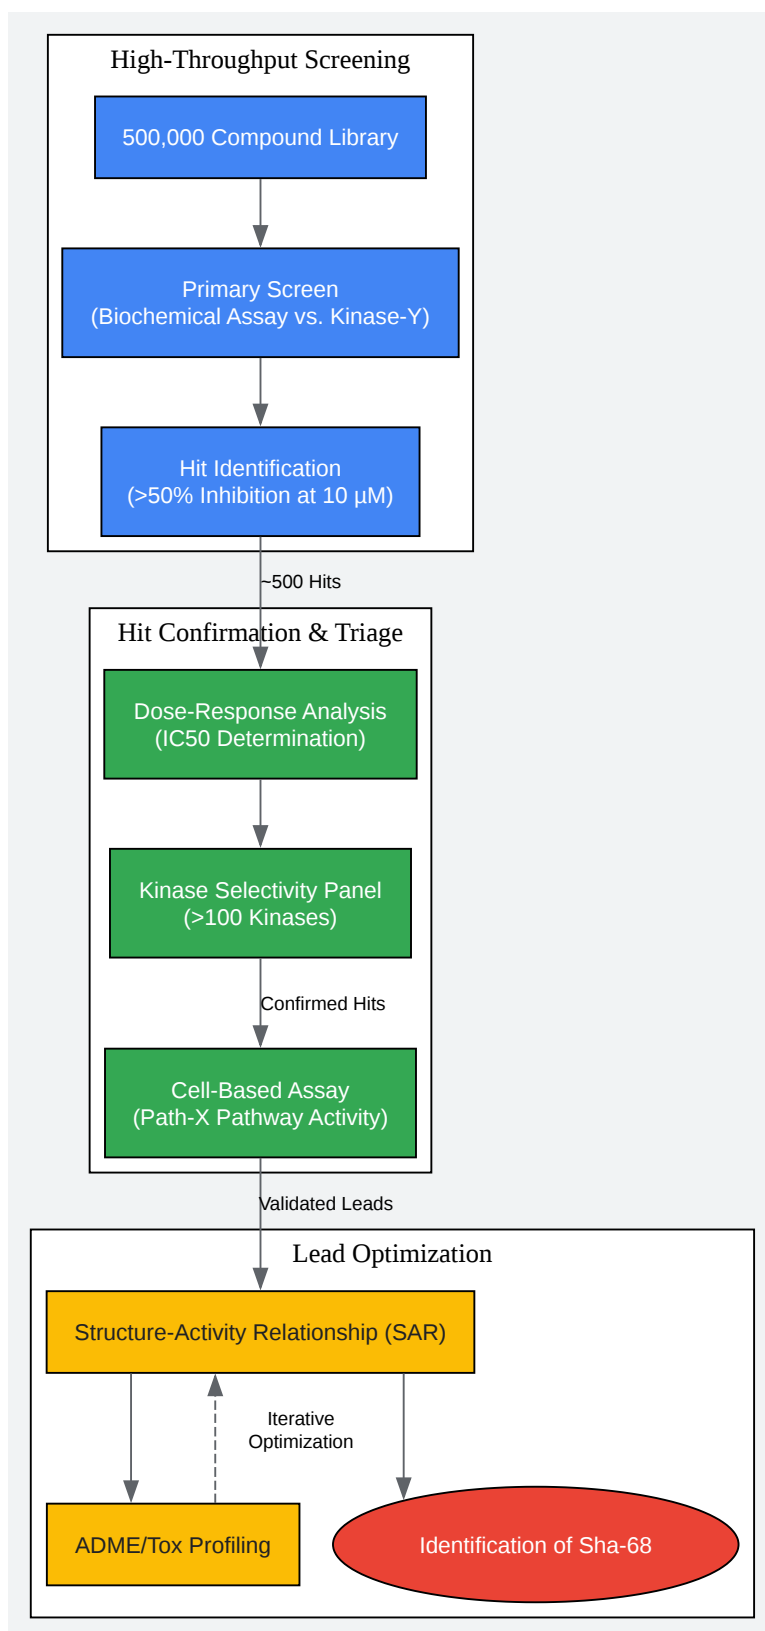 High-Throughput Screening
500,000 Compound Library
Primary Screen
(Biochemical Assay vs. Kinase-Y)
Hit Identification
(>50% Inhibition at 10 µM)
~500 Hits
Hit Confirmation & Triage
Dose-Response Analysis
(IC50 Determination)
Kinase Selectivity Panel
(>100 Kinases)
Confirmed Hits
Cell-Based Assay
(Path-X Pathway Activity)
Validated Leads
Lead Optimization
Structure-Activity Relationship (SAR)
Iterative
Optimization
ADME/Tox Profiling
Identification of Sha-68